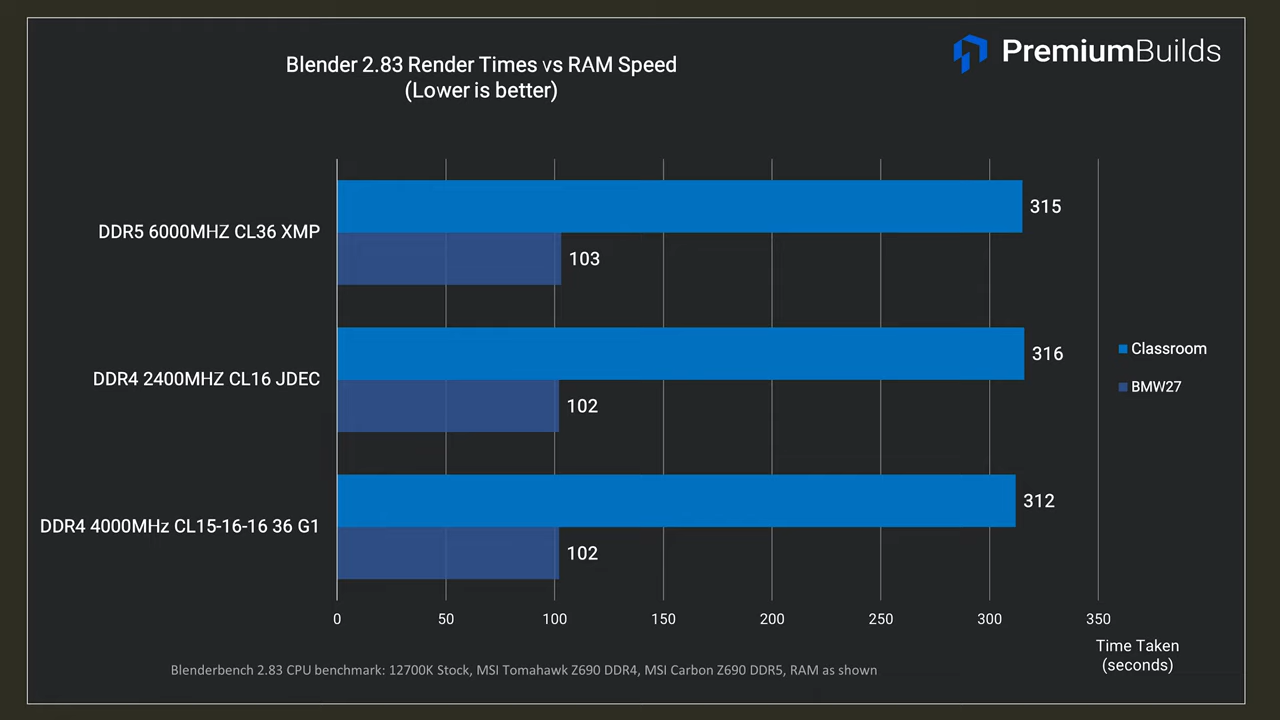 PremiumBuilds
Blender 2.83 Render Times vs RAM Speed
(Lower is better)
DDR5 6000MHZ CL36 XMP
315
103
DDR4 2400MHZ CL16 JDEC
316
102
DDR4 4000MHz CL15-16-16 36 G1
312
102
Classroom
BMW27
0 50 100 150 200 250 300 350
Time Taken
(seconds)
Blenderbench 2.83 CPU benchmark: 12700K Stock, MSI Tomahawk Z690 DDR4, MSI Carbon Z690 DDR5, RAM as shown